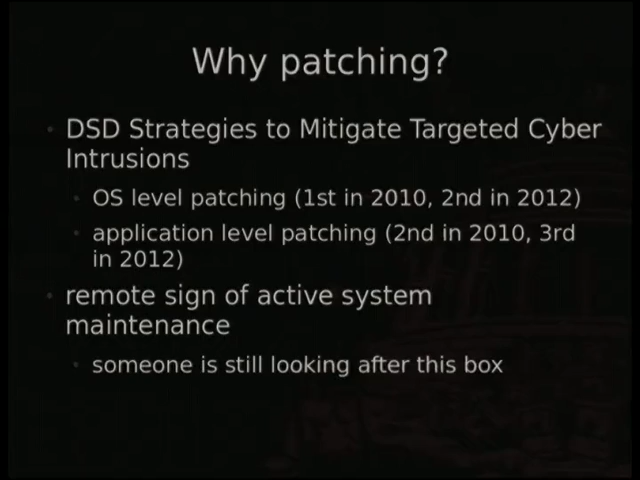 Why patching?
DSD Strategies to Mitigate Targeted Cyber
Intrusions
OS level patching (1st in 2010, 2nd in 2012)
application level patching (2nd in 2010, 3rd
in 2012)
remote sign of active system
maintenance
someone is still looking after this box